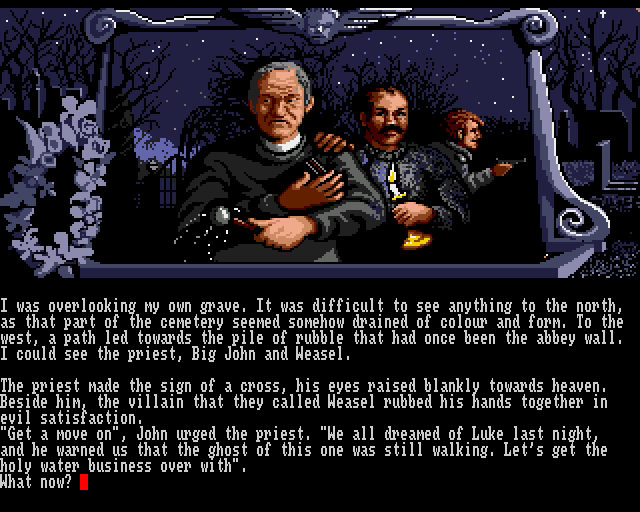 I was overlooking my own grave. It was difficult to see anything to the north,
as that part of the cemetery seemed somehow drained of colour and form. To the
west, a path led towards the pile of rubble that had once been the abbey wall.
I could see the priest, Big John and Weasel.
The priest made the sign of a cross, his eyes raised blankly towards heaven.
Beside him, the villain that they called Weasel rubbed his hands together in
evil satisfaction.
"Get a move on", John urged the priest. "We all dreamed of Luke last night,
and he warned us that the ghost of this one was still walking. Let's get the
holy water business over with".
What now?